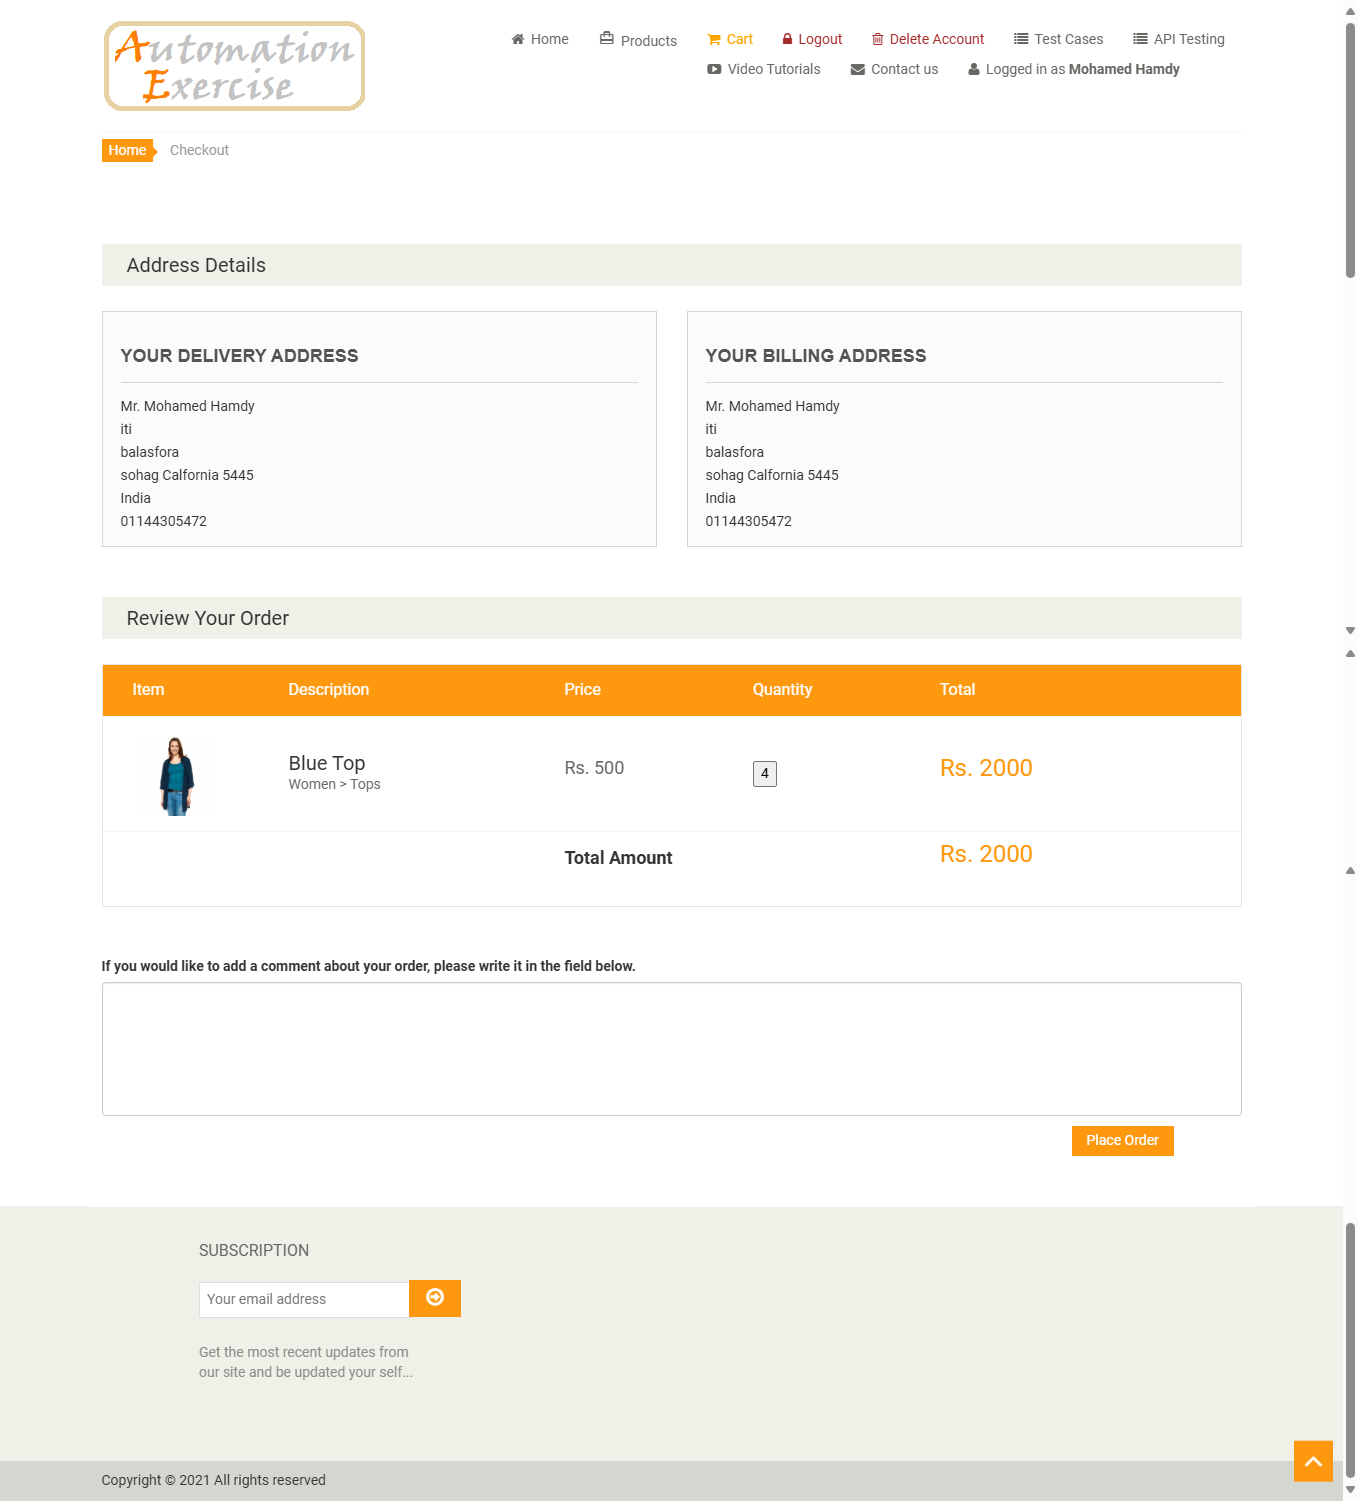 Automation
Exercise
Home Products Cart Logout Delete Account Test Cases API Testing
Video Tutorials Contact us Logged in as Mohamed Hamdy
Home Checkout
Address Details
YOUR DELIVERY ADDRESS
Mr. Mohamed Hamdy
iti
balasfora
sohag Calfornia 5445
India
01144305472
YOUR BILLING ADDRESS
Mr. Mohamed Hamdy
iti
balasfora
sohag Calfornia 5445
India
01144305472
Review Your Order
Item Description Price Quantity Total
Blue Top
Women > Tops
Rs. 500
4
Rs. 2000
Total Amount Rs. 2000
If you would like to add a comment about your order, please write it in the field below.
Place Order
SUBSCRIPTION
Your email address
Get the most recent updates from
our site and be updated your self...
Copyright © 2021 All rights reserved